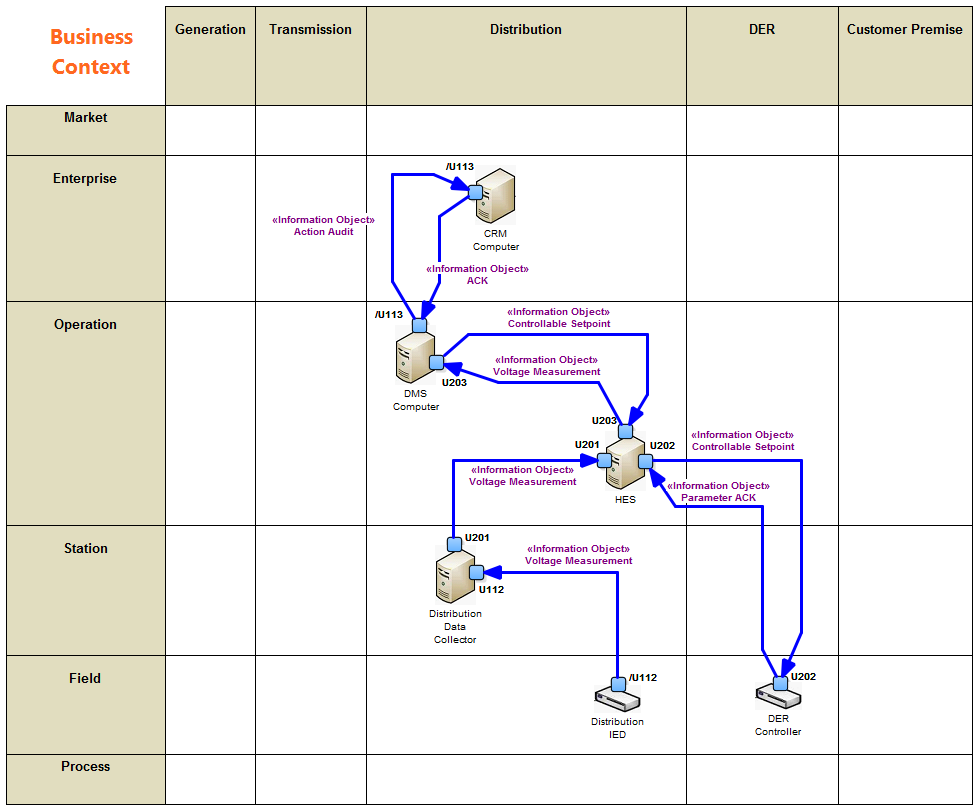 Business
Context
Generation
Transmission
Distribution
DER
Customer Premise
Market
Enterprise
/U113
«Information Object»
Action Audit
CRM
Computer
«Information Object»
ACK
Operation
/U113
«Information Object»
Controllable Setpoint
«Information Object»
Voltage Measurement
U203
DMS
Computer
U203
U201
U202
«Information Object»
Controllable Setpoint
«Information Object»
Voltage Measurement
«Information Object»
Parameter ACK
HES
Station
U201
«Information Object»
Voltage Measurement
U112
Distribution
Data
Collector
Field
/U112
U202
Distribution
IED
DER
Controller
Process